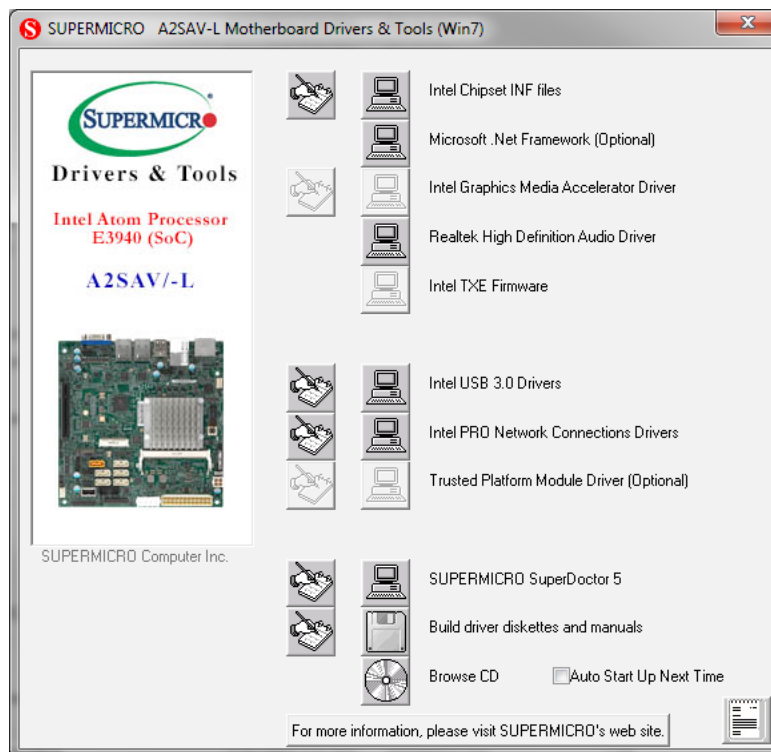 SUPERMICRO A2SAV-L Motherboard Drivers & Tools (Win7)
SUPERMICRO
Drivers & Tools
Intel Atom Processor
E3940 (SoC)
A2SAV/-L
SUPERMICRO Computer Inc.
Intel Chipset INF files
Microsoft .Net Framework (Optional)
Intel Graphics Media Accelerator Driver
Realtek High Definition Audio Driver
Intel TXE Firmware
Intel USB 3.0 Drivers
Intel PRO Network Connections Drivers
Trusted Platform Module Driver (Optional)
SUPERMICRO SuperDoctor 5
Build driver diskettes and manuals
Browse CD
Auto Start Up Next Time
For more information, please visit SUPERMICRO's web site.